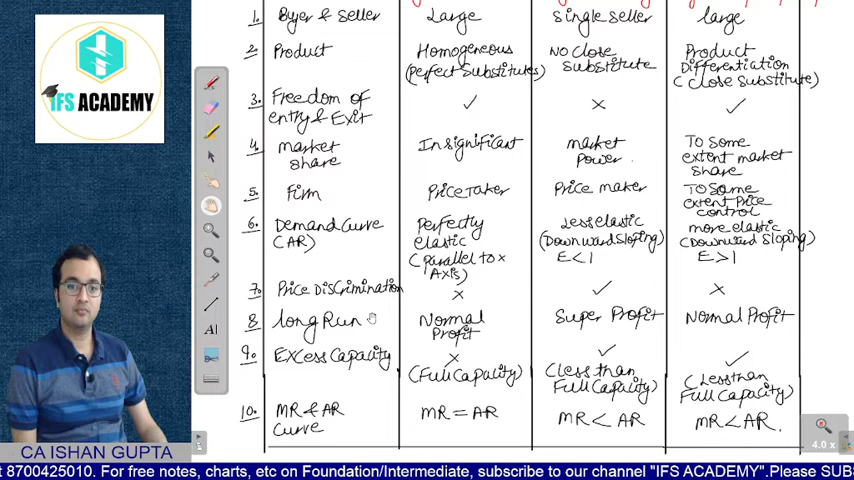 IFS ACADEMY
1. Byer & Seller Large single seller large
2. Product Homogeneous (Perfect Substitutes) NO Close Substitute Product Differentiation (Close Substitute)
3. Freedom of entry & Exit ✓ × ✓
4. market share Insignificant market Power. To some extent market share
5. Firm Price Taker Price maker To some extent Price control
6. Demand Curve (AR) Perfectly elastic (Parallel to x Axis) Less elastic (Downward Sloping) E<1 more elastic (Downward Sloping) E>1
7. Price Discrimination × ✓ ×
8 long Run Normal Profit Super Profit Normal Profit
9. Excess Capacity × (Full Capacity) ✓ (less than Full Capacity) ✓ (Less than Full Capacity)
10. MR & AR Curve MR = AR MR < AR MR < AR.
4.0 x
CA ISHAN GUPTA
at 8700425010. For free notes, charts, etc on Foundation/Intermediate, subscribe to our channel "IFS ACADEMY".Please SUBS